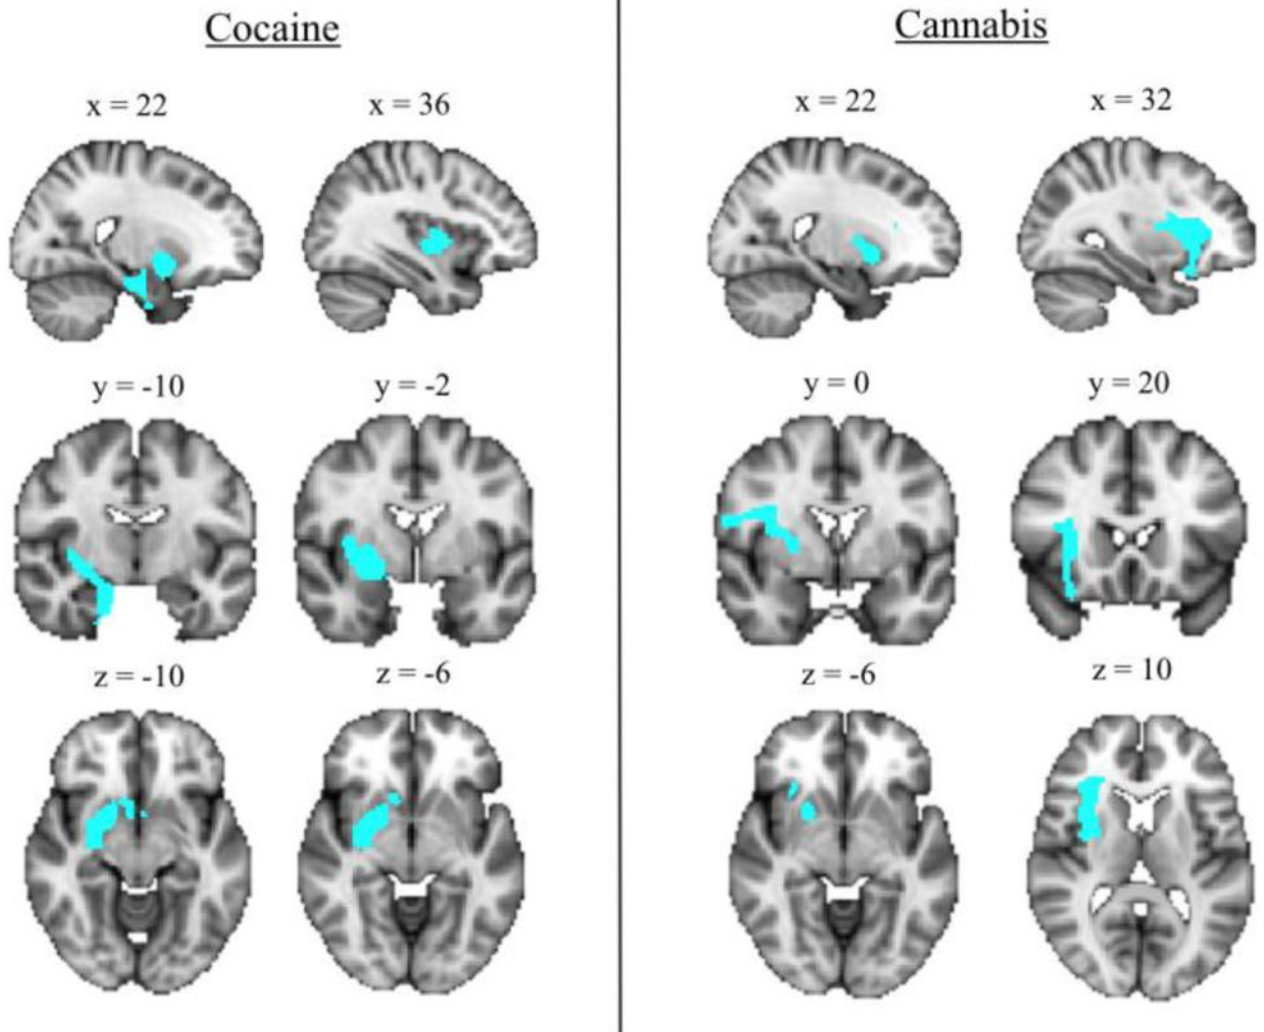 Cocaine
x = 22
x = 36
y = -10
y = -2
z = -10
z = -6
Cannabis
x = 22
x = 32
y = 0
y = 20
z = -6
z = 10